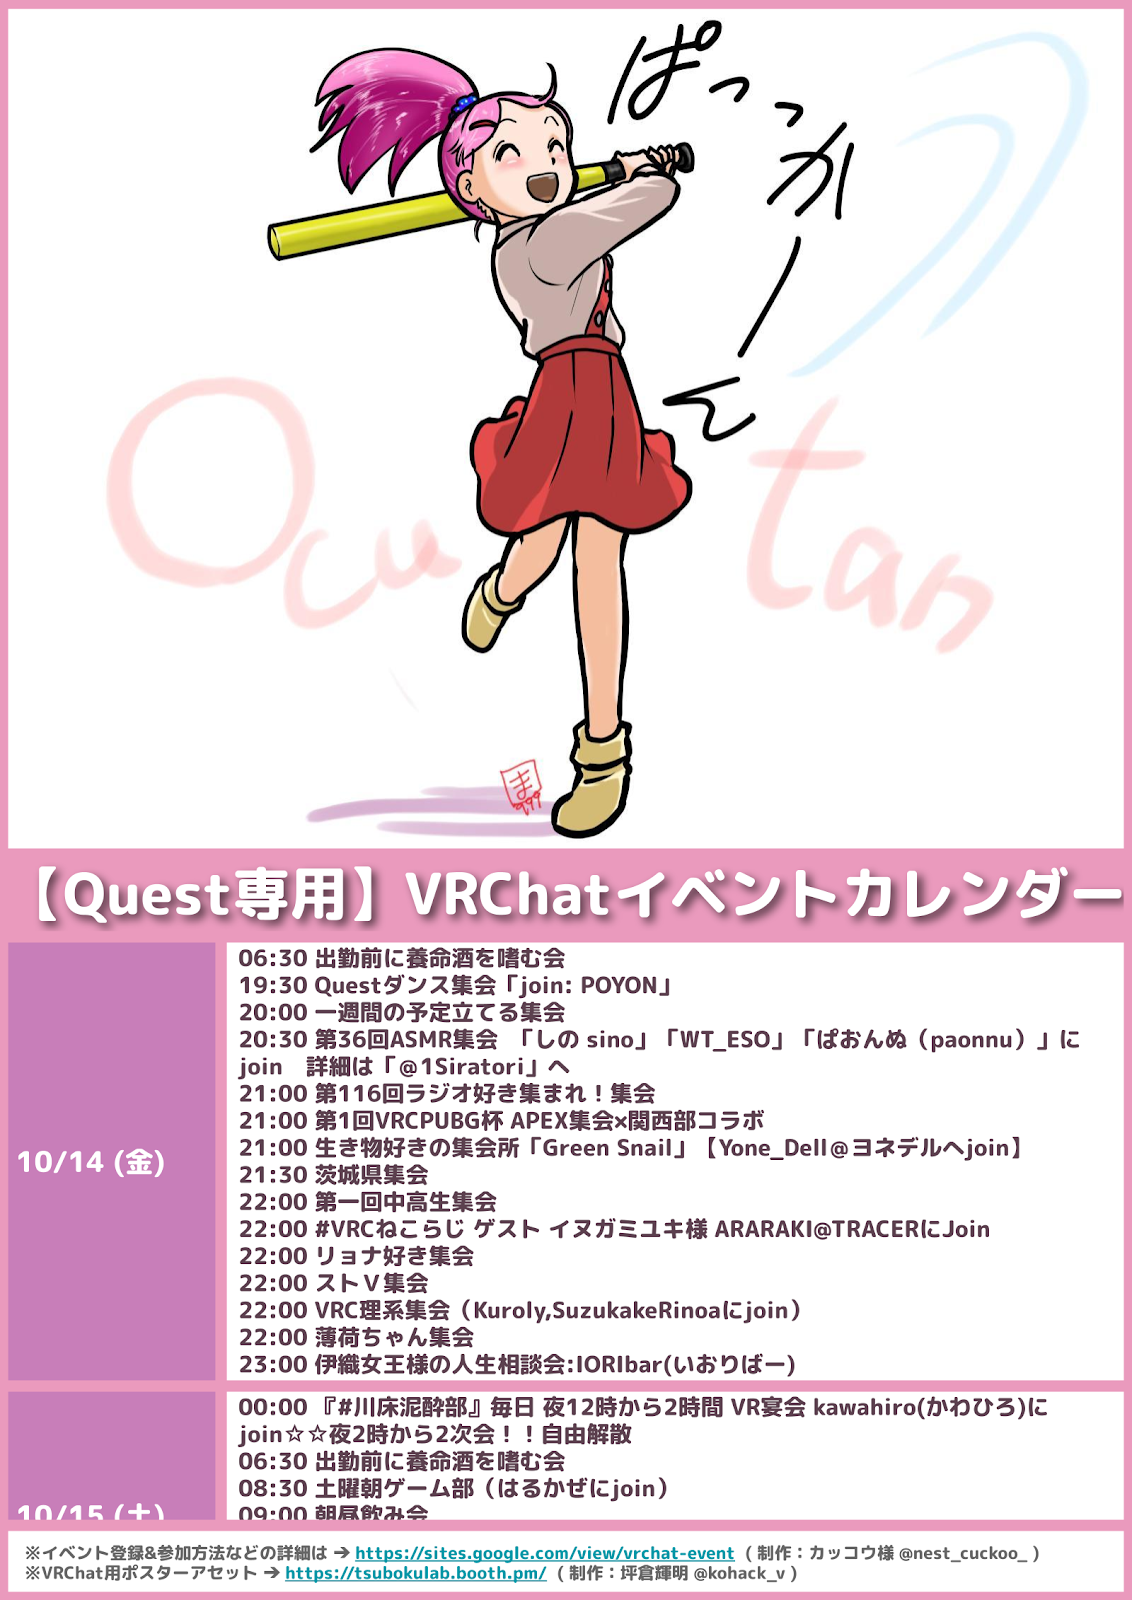 ぱっっかーん
Ocu tan
ま
999
【Quest専用】VRChatイベントカレンダー
10/14 (金)
06:30 出勤前に養命酒を嗜む会
19:30 Questダンス集会「join: POYON」
20:00 一週間の予定立てる集会
20:30 第36回ASMR集会　「しの sino」「WT_ESO」「ぱおんぬ（paonnu）」に
join　詳細は「@1Siratori」へ
21:00 第116回ラジオ好き集まれ！集会
21:00 第1回VRCPUBG杯 APEX集会×関西部コラボ
21:00 生き物好きの集会所「Green Snail」【Yone_Dell＠ヨネデルへjoin】
21:30 茨城県集会
22:00 第一回中高生集会
22:00 #VRCねこらじ ゲスト イヌガミユキ様 ARARAKI@TRACERにJoin
22:00 リョナ好き集会
22:00 ストＶ集会
22:00 VRC理系集会（Kuroly,SuzukakeRinoaにjoin）
22:00 薄荷ちゃん集会
23:00 伊織女王様の人生相談会:IORIbar(いおりばー)
10/15 (土)
00:00 『#川床泥酔部』毎日 夜12時から2時間 VR宴会 kawahiro(かわひろ)に
join☆☆夜2時から2次会！！自由解散
06:30 出勤前に養命酒を嗜む会
08:30 土曜朝ゲーム部（はるかぜにjoin）
09:00 朝昼飲み会
※イベント登録&参加方法などの詳細は ➔ https://sites.google.com/view/vrchat-event （制作：カッコウ様 @nest_cuckoo_ ）
※VRChat用ポスターアセット ➔ https://tsubokulab.booth.pm/ （制作：坪倉輝明 @kohack_v ）